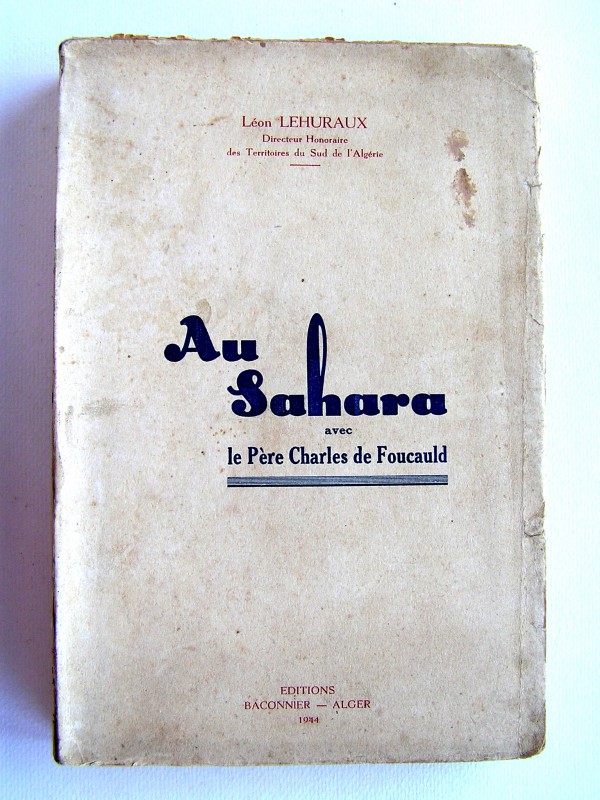 Léon LEHURAUX
Directeur Honoraire
des Territoires du Sud de l'Algérie
Au
Sahara
avec
le Père Charles de Foucauld
EDITIONS
BACONNIER — ALGER
1944